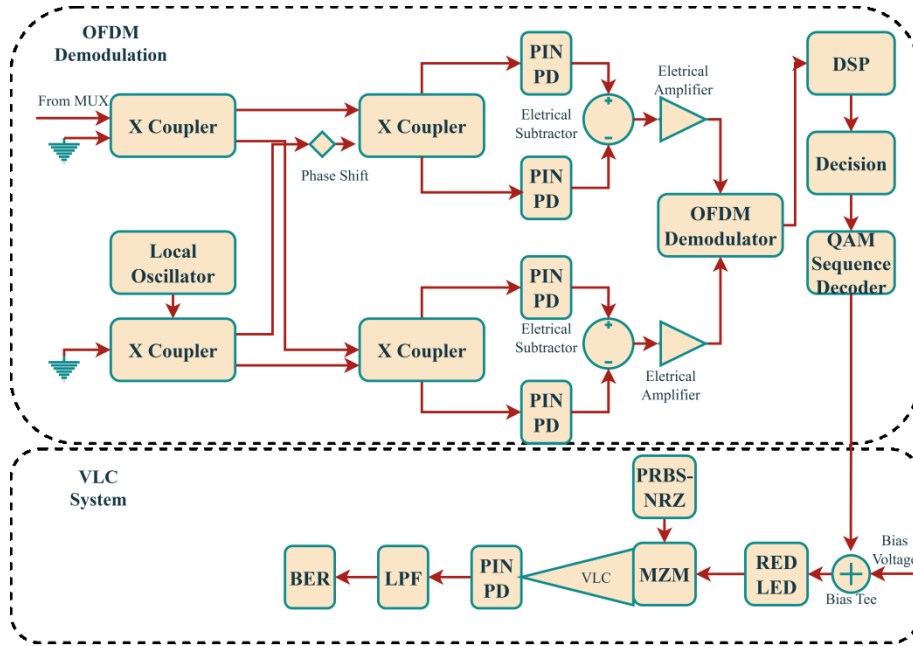 OFDM
Demodulation
From MUX
X Coupler
Phase Shift
X Coupler
PIN
PD
PIN
PD
Eletrical
Subtractor
+
−
Eletrical
Amplifier
DSP
Decision
QAM
Sequence
Decoder
OFDM
Demodulator
Local
Oscillator
X Coupler
X Coupler
PIN
PD
PIN
PD
Eletrical
Subtractor
+
−
Eletrical
Amplifier
VLC
System
PRBS-
NRZ
BER
LPF
PIN
PD
VLC
MZM
RED
LED
Bias Tee
Bias
Voltage